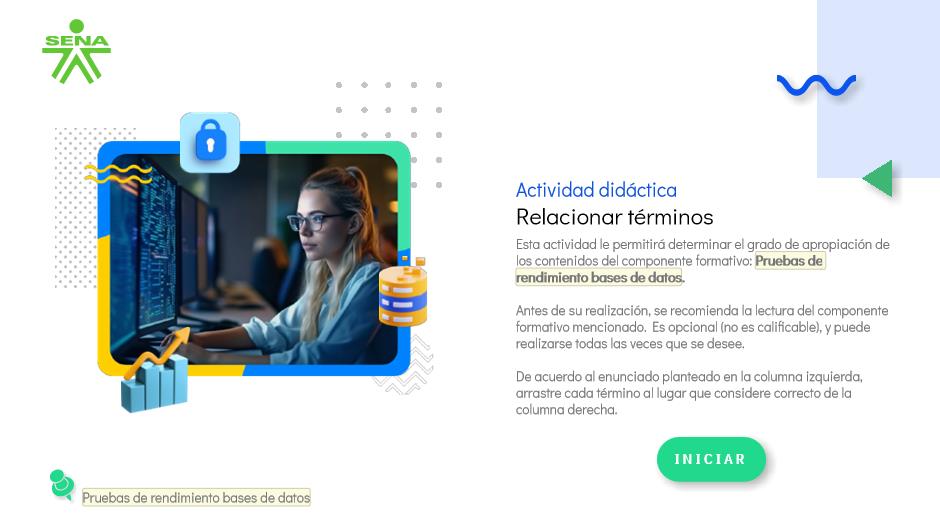 SENA
Actividad didáctica
Relacionar términos
Esta actividad le permitirá determinar el grado de apropiación de
los contenidos del componente formativo: Pruebas de
rendimiento bases de datos.
Antes de su realización, se recomienda la lectura del componente
formativo mencionado.  Es opcional (no es calificable), y puede
realizarse todas las veces que se desee.
De acuerdo al enunciado planteado en la columna izquierda,
arrastre cada término al lugar que considere correcto de la
columna derecha.
INICIAR
Pruebas de rendimiento bases de datos